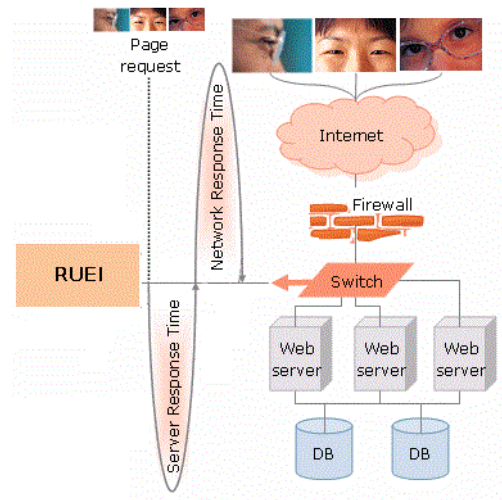 Page
request
Network Response Time
Internet
Firewall
RUEI
Switch
Server Response Time
Web
server
Web
server
Web
server
DB
DB